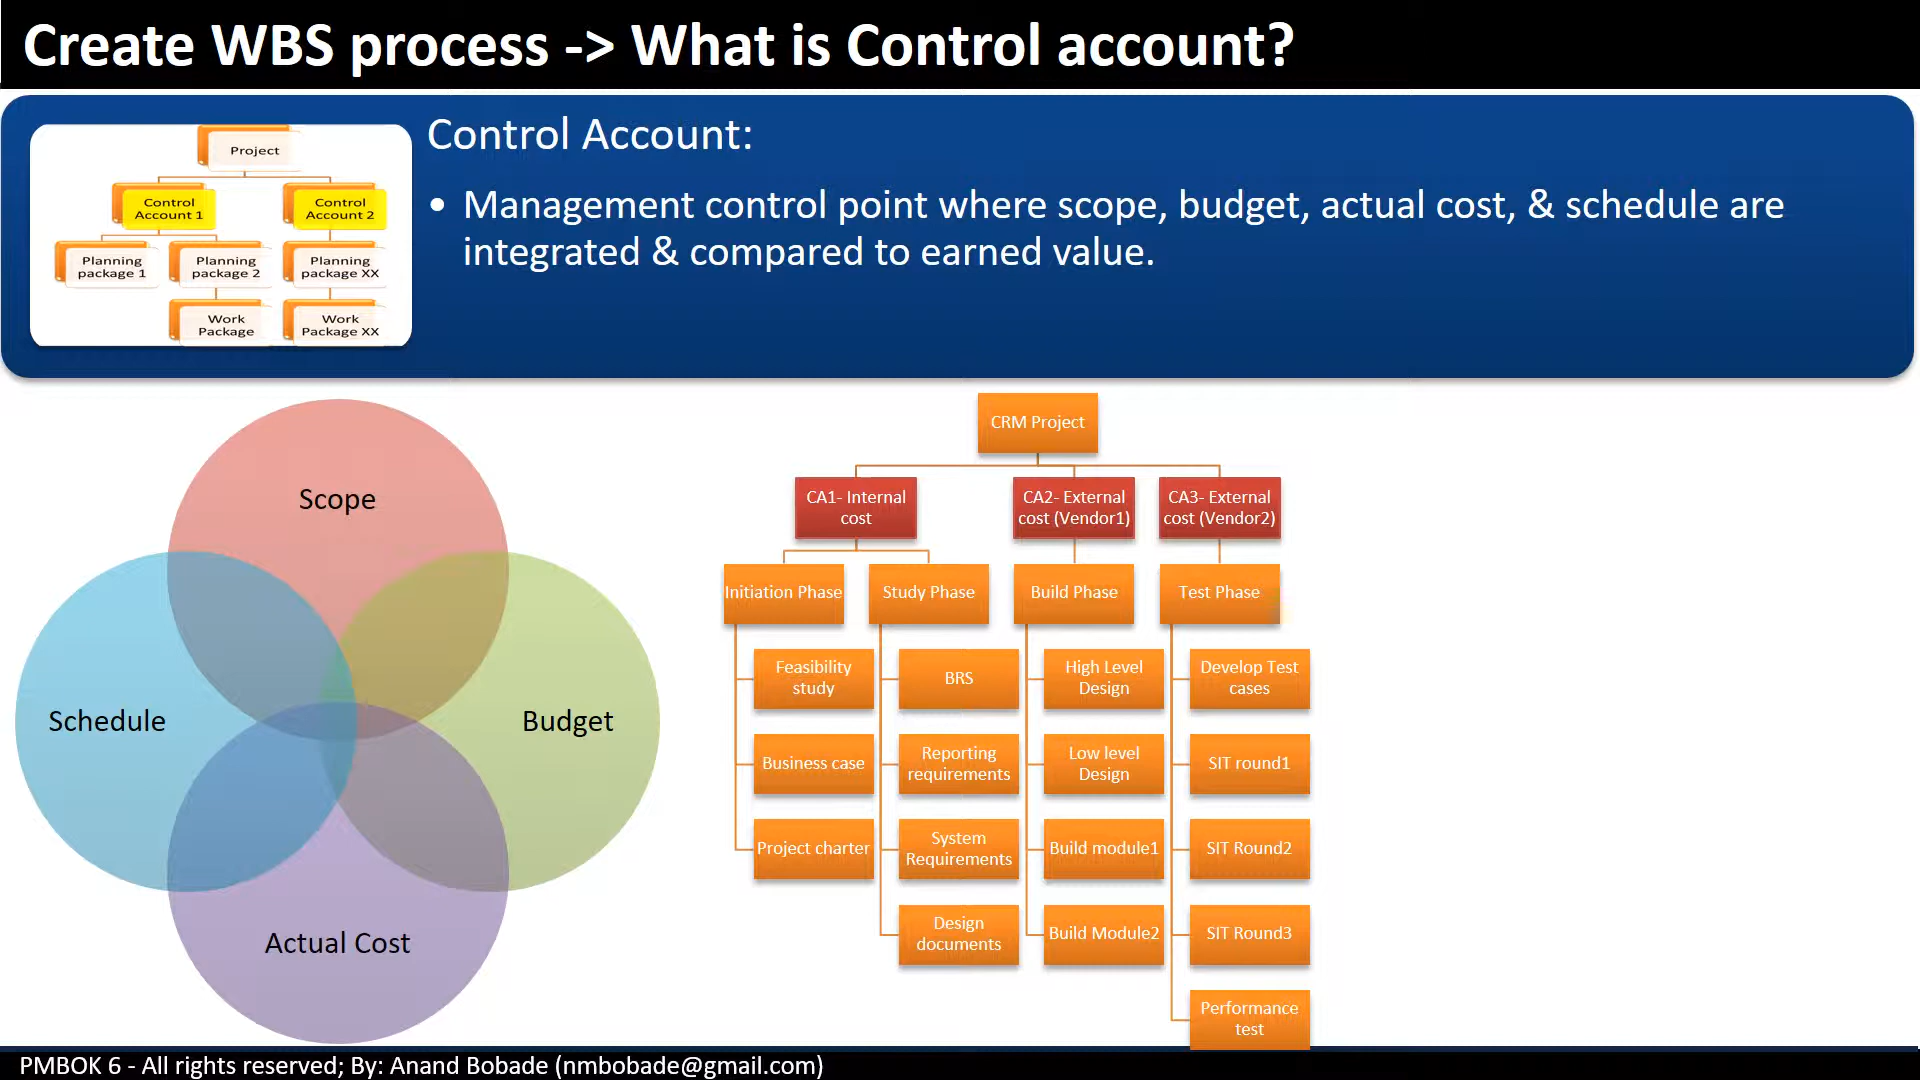 Create WBS process -> What is Control account?
Project
Control
Account 1
Control
Account 2
Planning
package 1
Planning
package 2
Planning
package XX
Work
Package
Work
Package XX
Control Account:
• Management control point where scope, budget, actual cost, & schedule are
integrated & compared to earned value.
Scope
Schedule
Budget
Actual Cost
CRM Project
CA1- Internal
cost
CA2- External
cost (Vendor1)
CA3- External
cost (Vendor2)
Initiation Phase
Study Phase
Build Phase
Test Phase
Feasibility
study
Business case
Project charter
BRS
Reporting
requirements
System
Requirements
Design
documents
High Level
Design
Low level
Design
Build module1
Build Module2
Develop Test
cases
SIT round1
SIT Round2
SIT Round3
Performance
test
PMBOK 6 - All rights reserved; By: Anand Bobade (nmbobade@gmail.com)